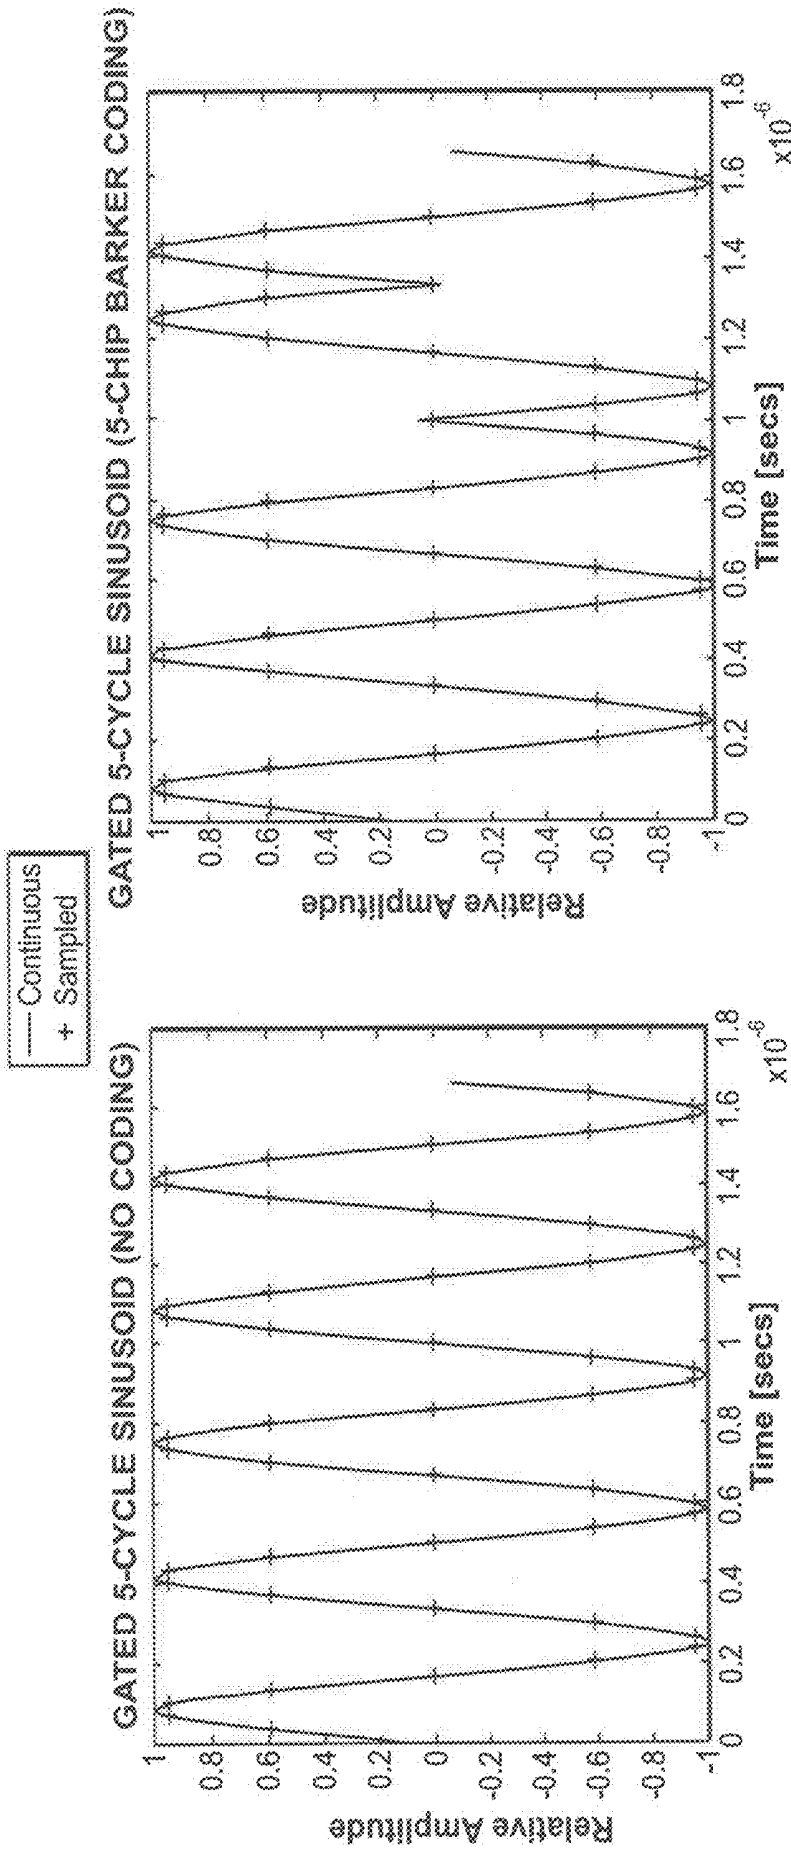 — Continuous
+ Sampled
GATED 5-CYCLE SINUSOID (NO CODING)
Relative Amplitude
1
0.8
0.6
0.4
0.2
0
-0.2
-0.4
-0.6
-0.8
-1
0 0.2 0.4 0.6 0.8 1 1.2 1.4 1.6 1.8
x10-6
Time [secs]
GATED 5-CYCLE SINUSOID (5-CHIP BARKER CODING)
Relative Amplitude
1
0.8
0.6
0.4
0.2
0
-0.2
-0.4
-0.6
-0.8
-1
0 0.2 0.4 0.6 0.8 1 1.2 1.4 1.6 1.8
x10-6
Time [secs]